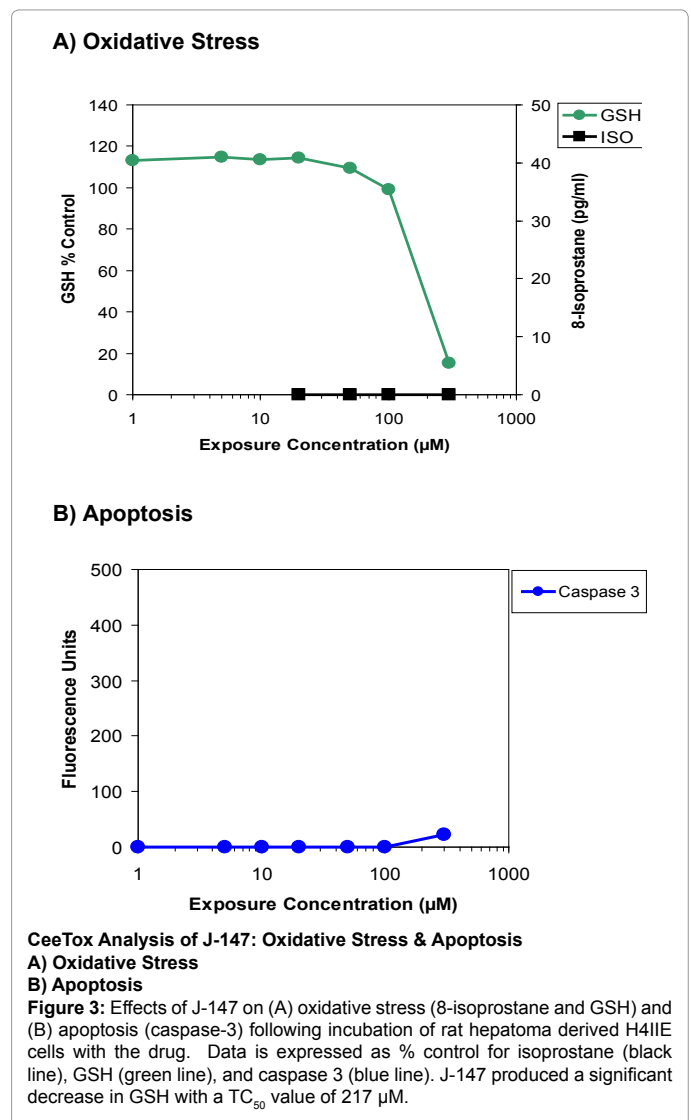 A) Oxidative Stress
140
120
100
80
60
40
20
0
GSH % Control
50
40
30
20
10
0
8-Isoprostane (pg/ml)
GSH
ISO
1
10
100
1000
Exposure Concentration (µM)
B) Apoptosis
500
400
300
200
100
0
Fluorescence Units
Caspase 3
1
10
100
1000
Exposure Concentration (µM)
CeeTox Analysis of J-147: Oxidative Stress & Apoptosis
A) Oxidative Stress
B) Apoptosis
Figure 3: Effects of J-147 on (A) oxidative stress (8-isoprostane and GSH) and
(B) apoptosis (caspase-3) following incubation of rat hepatoma derived H4IIE
cells with the drug. Data is expressed as % control for isoprostane (black
line), GSH (green line), and caspase 3 (blue line). J-147 produced a significant
decrease in GSH with a TC50 value of 217 µM.